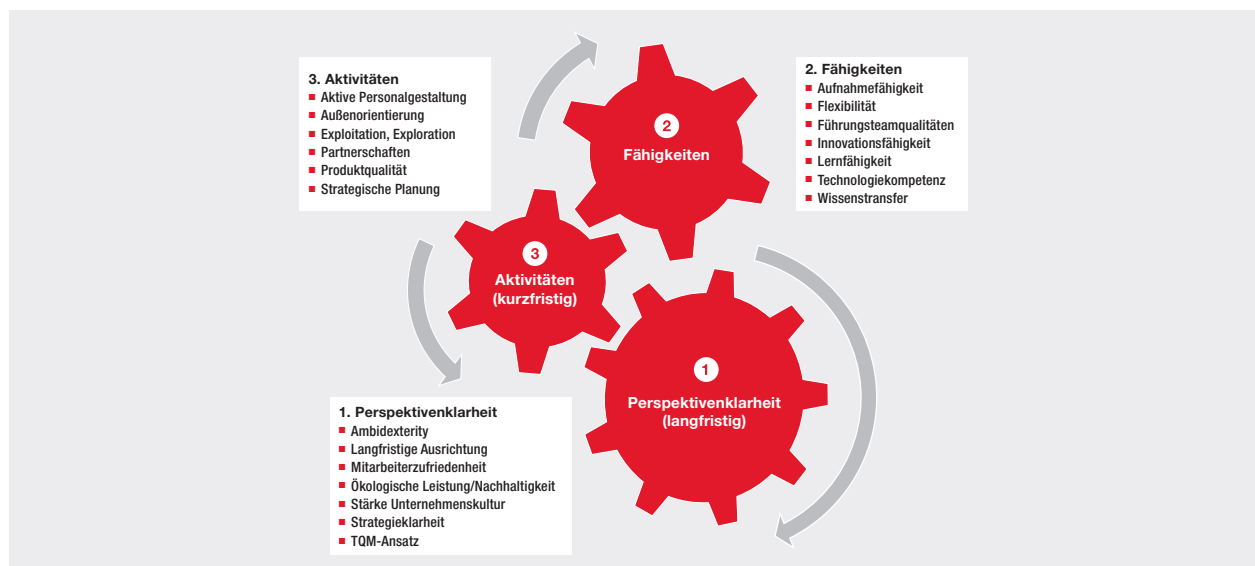 3. Aktivitäten
Aktive Personalgestaltung
Außenorientierung
Exploitation, Exploration
Partnerschaften
Produktqualität
Strategische Planung
2
Fähigkeiten
2. Fähigkeiten
Aufnahmefähigkeit
Flexibilität
Führungsteamqualitäten
Innovationsfähigkeit
Lernfähigkeit
Technologiekompetenz
Wissenstransfer
3
Aktivitäten
(kurzfristig)
1
Perspektivenklarheit
(langfristig)
1. Perspektivenklarheit
Ambidexterity
Langfristige Ausrichtung
Mitarbeiterzufriedenheit
Ökologische Leistung/Nachhaltigkeit
Stärke Unternehmenskultur
Strategieklarheit
TQM-Ansatz